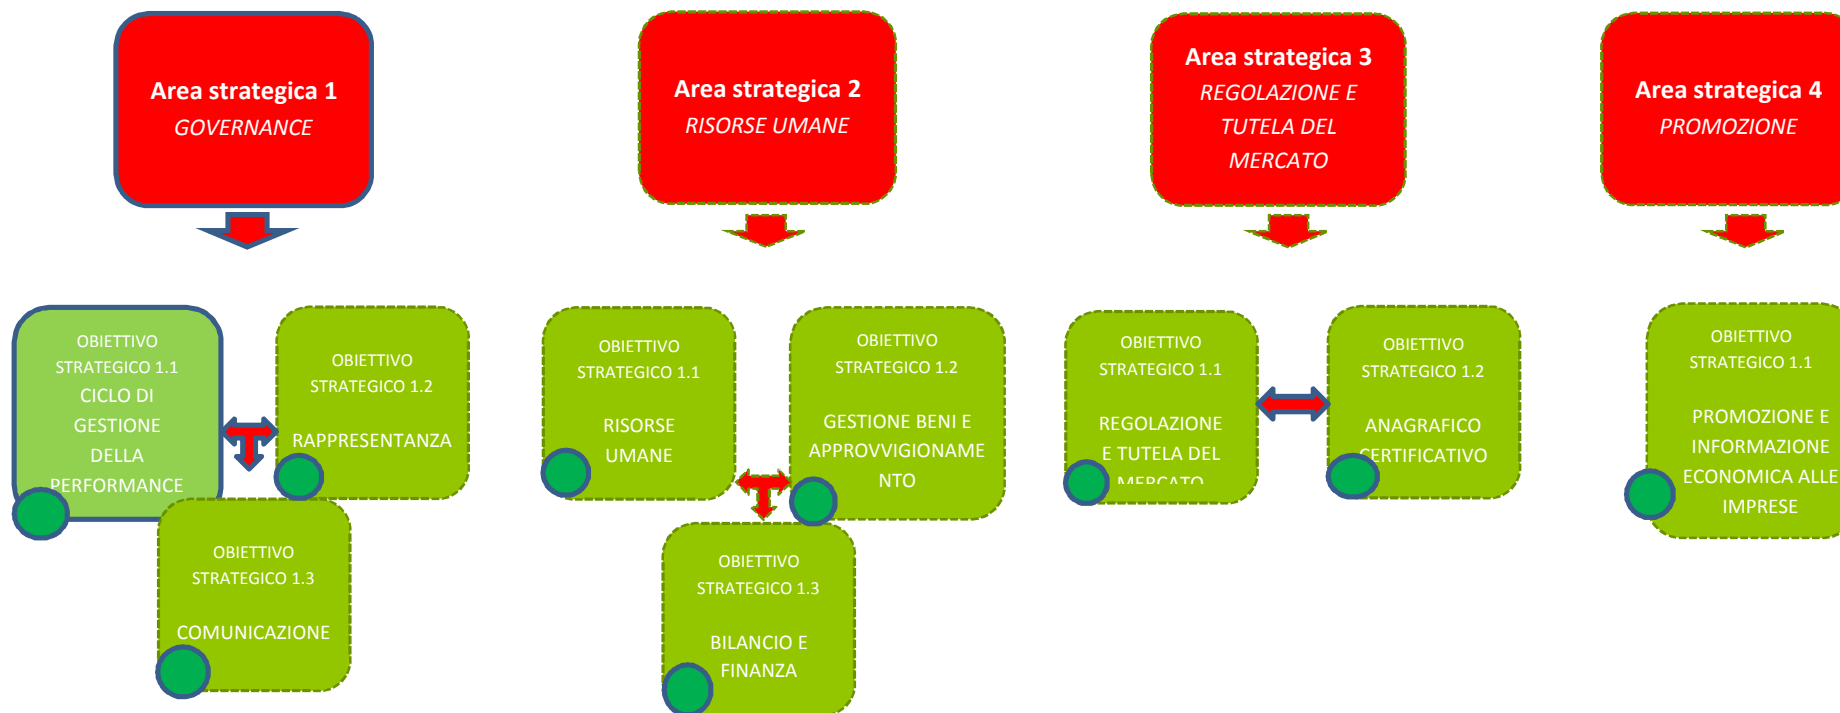 Area strategica 1
GOVERNANCE
Area strategica 2
RISORSE UMANE
Area strategica 3
REGOLAZIONE E
TUTELA DEL
MERCATO
Area strategica 4
PROMOZIONE
OBIETTIVO
STRATEGICO 1.1
CICLO DI
GESTIONE
DELLA
PERFORMANCE
OBIETTIVO
STRATEGICO 1.2
RAPPRESENTANZA
OBIETTIVO
STRATEGICO 1.3
COMUNICAZIONE
OBIETTIVO
STRATEGICO 1.1
RISORSE
UMANE
OBIETTIVO
STRATEGICO 1.2
GESTIONE BENI E
APPROVVIGIONAME
NTO
OBIETTIVO
STRATEGICO 1.3
BILANCIO E
FINANZA
OBIETTIVO
STRATEGICO 1.1
REGOLAZIONE
E TUTELA DEL
MERCATO
OBIETTIVO
STRATEGICO 1.2
ANAGRAFICO
CERTIFICATIVO
OBIETTIVO
STRATEGICO 1.1
PROMOZIONE E
INFORMAZIONE
ECONOMICA ALLE
IMPRESE